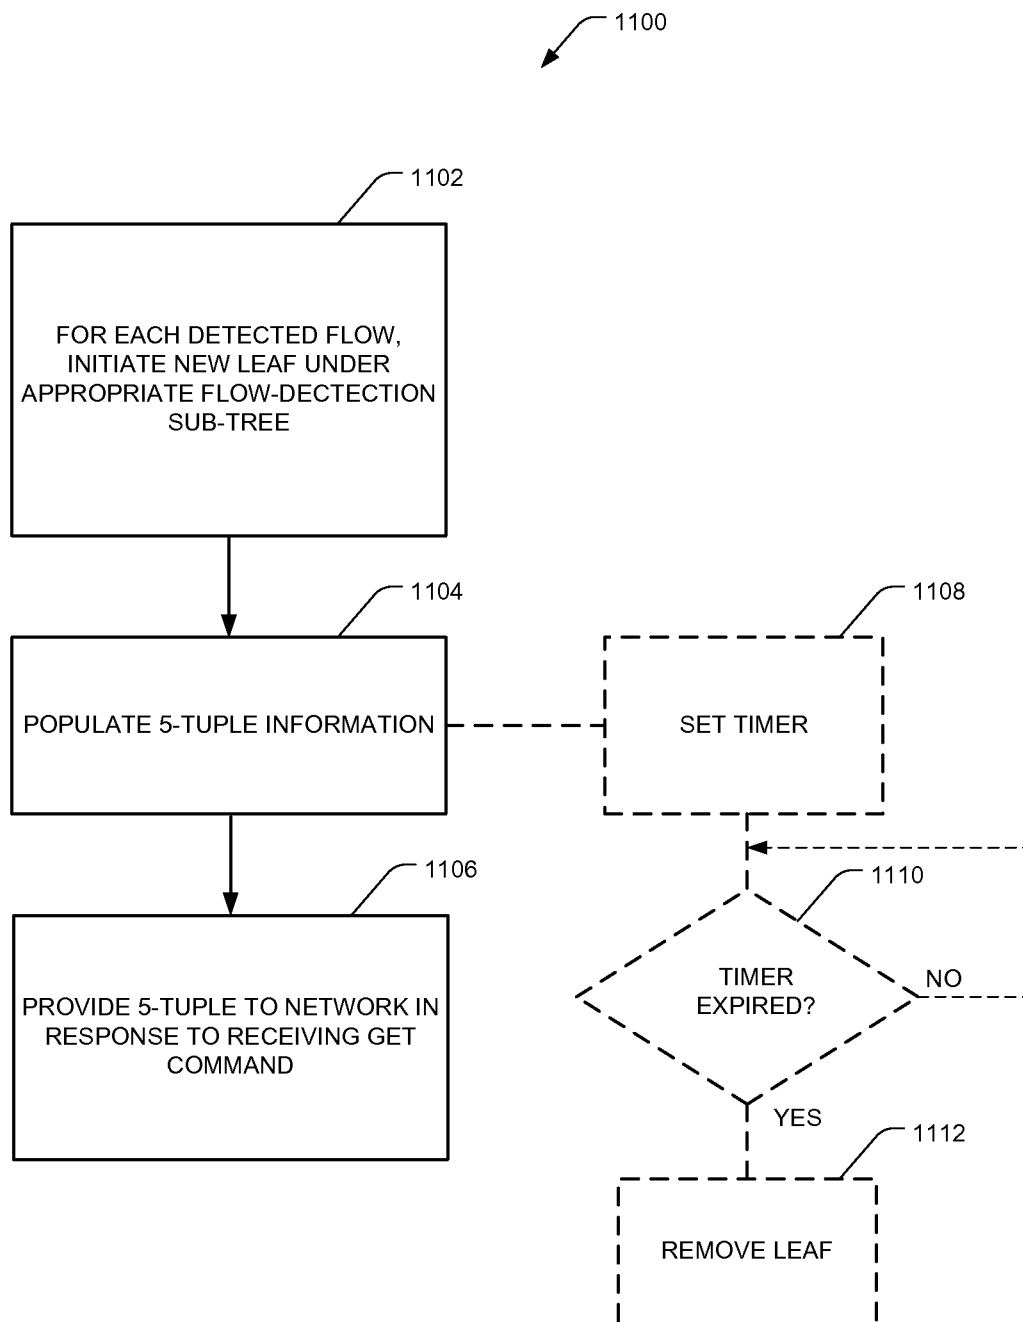 1100
1102
FOR EACH DETECTED FLOW,
INITIATE NEW LEAF UNDER
APPROPRIATE FLOW-DECTECTION
SUB-TREE
1104
POPULATE 5-TUPLE INFORMATION
1108
SET TIMER
1106
PROVIDE 5-TUPLE TO NETWORK IN
RESPONSE TO RECEIVING GET
COMMAND
1110
TIMER
EXPIRED?
NO
YES
1112
REMOVE LEAF